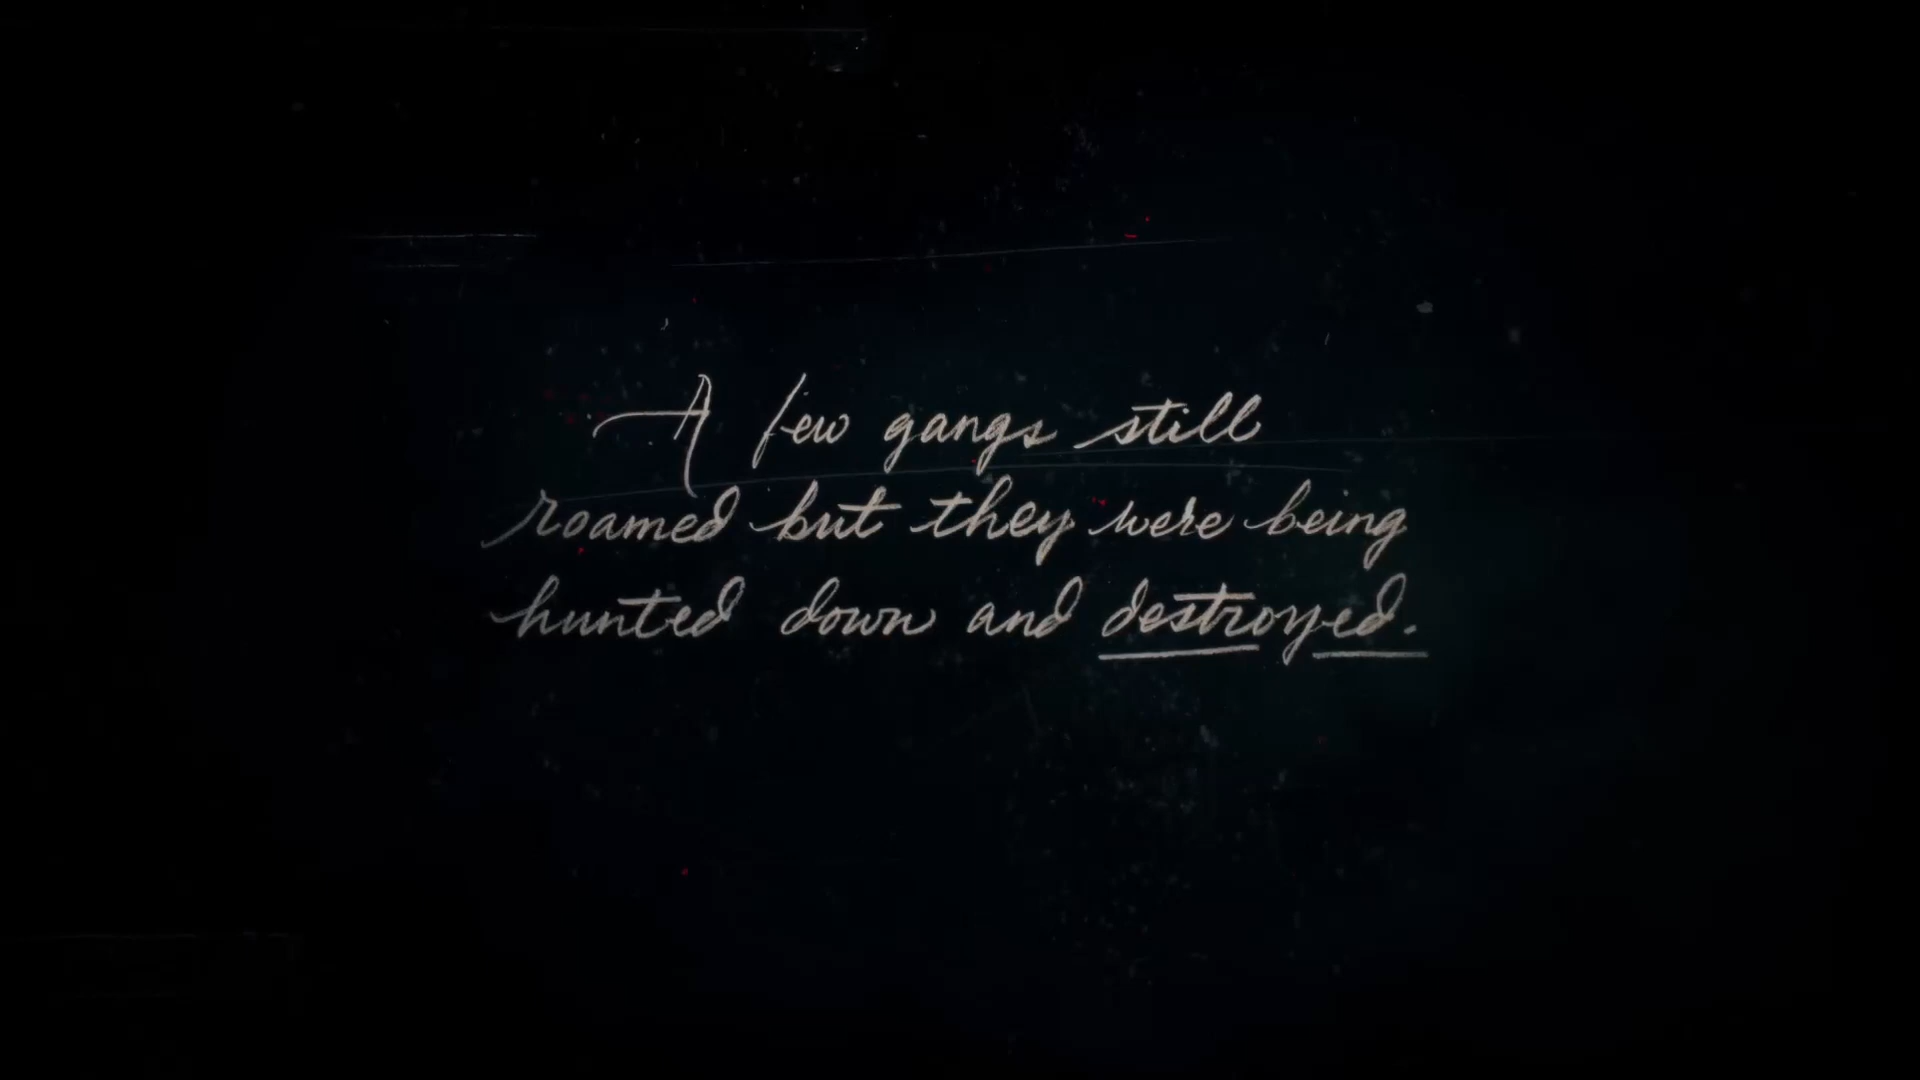 A few gangs still
roamed but they were being
hunted down and destroyed.